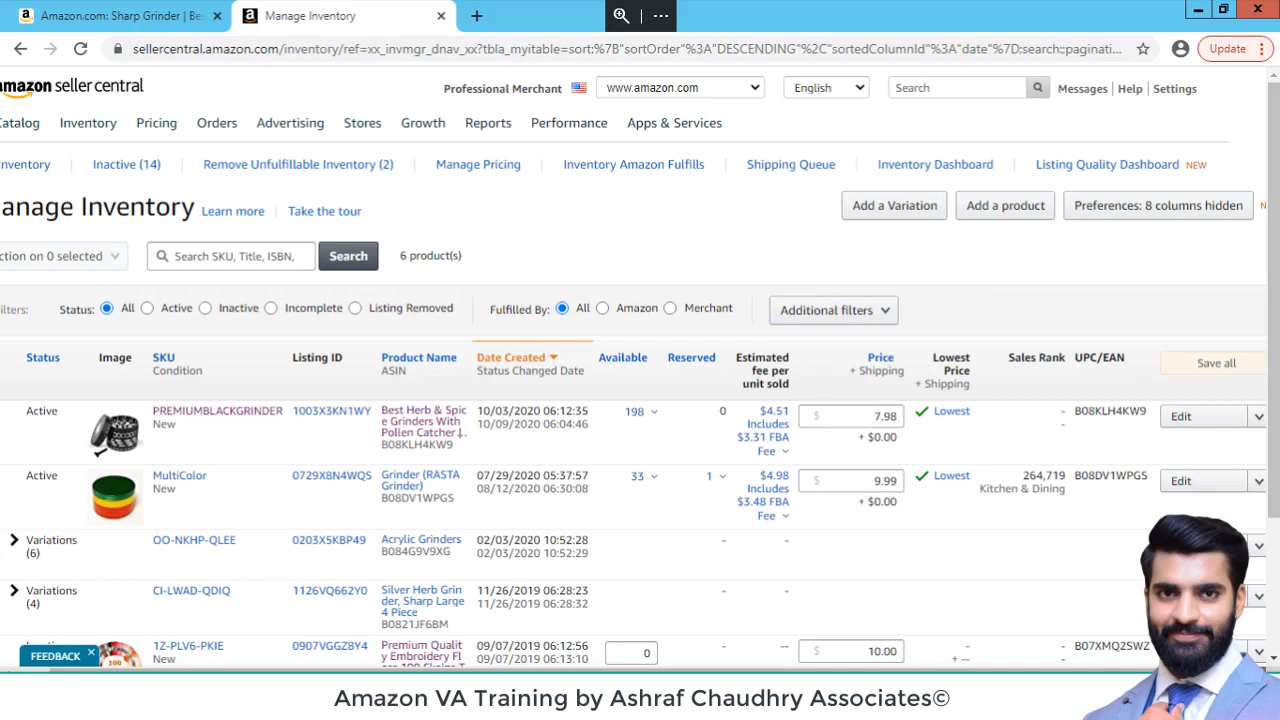 Amazon.com: Sharp Grinder | Be
Manage Inventory
sellercentral.amazon.com/inventory/ref=xx_invmgr_dnav_xx?tbla_myitable=sort:%7B"sortOrder"%3A"DESCENDING"%2C"sortedColumnId"%3A"date"%7D;search:;paginati...
Update
amazon seller central
Professional Merchant www.amazon.com English Search Messages Help Settings
Catalog Inventory Pricing Orders Advertising Stores Growth Reports Performance Apps & Services
nventory Inactive (14) Remove Unfulfillable Inventory (2) Manage Pricing Inventory Amazon Fulfills Shipping Queue Inventory Dashboard Listing Quality Dashboard NEW
anage Inventory Learn more Take the tour Add a Variation Add a product Preferences: 8 columns hidden N
ction on 0 selected Search SKU, Title, ISBN, Search 6 product(s)
ilters: Status: All Active Inactive Incomplete Listing Removed Fulfilled By: All Amazon Merchant Additional filters
Status Image SKU Listing ID Product Name Date Created Available Reserved Estimated Price Lowest Sales Rank UPC/EAN Save all
Condition ASIN Status Changed Date fee per + Shipping Price
unit sold + Shipping
Active PREMIUMBLACKGRINDER 1003X3KN1WY Best Herb & Spic 10/03/2020 06:12:35 198 0 $4.51 $ 7.98 Lowest - B08KLH4KW9 Edit
New e Grinders With 10/09/2020 06:04:46 Includes -
Pollen Catcher . $3.31 FBA + $0.00
B08KLH4KW9 Fee
Active MultiColor 0729X8N4WQS Grinder (RASTA 07/29/2020 05:37:57 33 1 $4.98 $ 9.99 Lowest 264,719 B08DV1WPGS Edit
New Grinder) 08/12/2020 06:30:08 Includes Kitchen & Dining
B08DV1WPGS $3.48 FBA + $0.00
Fee
Variations OO-NKHP-QLEE 0203X5KBP49 Acrylic Grinders 02/03/2020 10:52:28 - -
(6) B084G9V9XG 02/03/2020 10:52:29
Variations CI-LWAD-QDIQ 1126VQ662Y0 Silver Herb Grin 11/26/2019 06:28:23 - -
(4) der, Sharp Large 11/26/2019 06:28:32
4 Piece
B0821JF6BM
1Z-PLV6-PKIE 0907VGGZ8Y4 Premium Qualit 09/07/2019 06:12:56 0 - -- $ 10.00 - - B07XMQ2SWZ
New y Embroidery Fl 09/07/2019 06:13:10 + --
FEEDBACK
100
Amazon VA Training by Ashraf Chaudhry Associates©